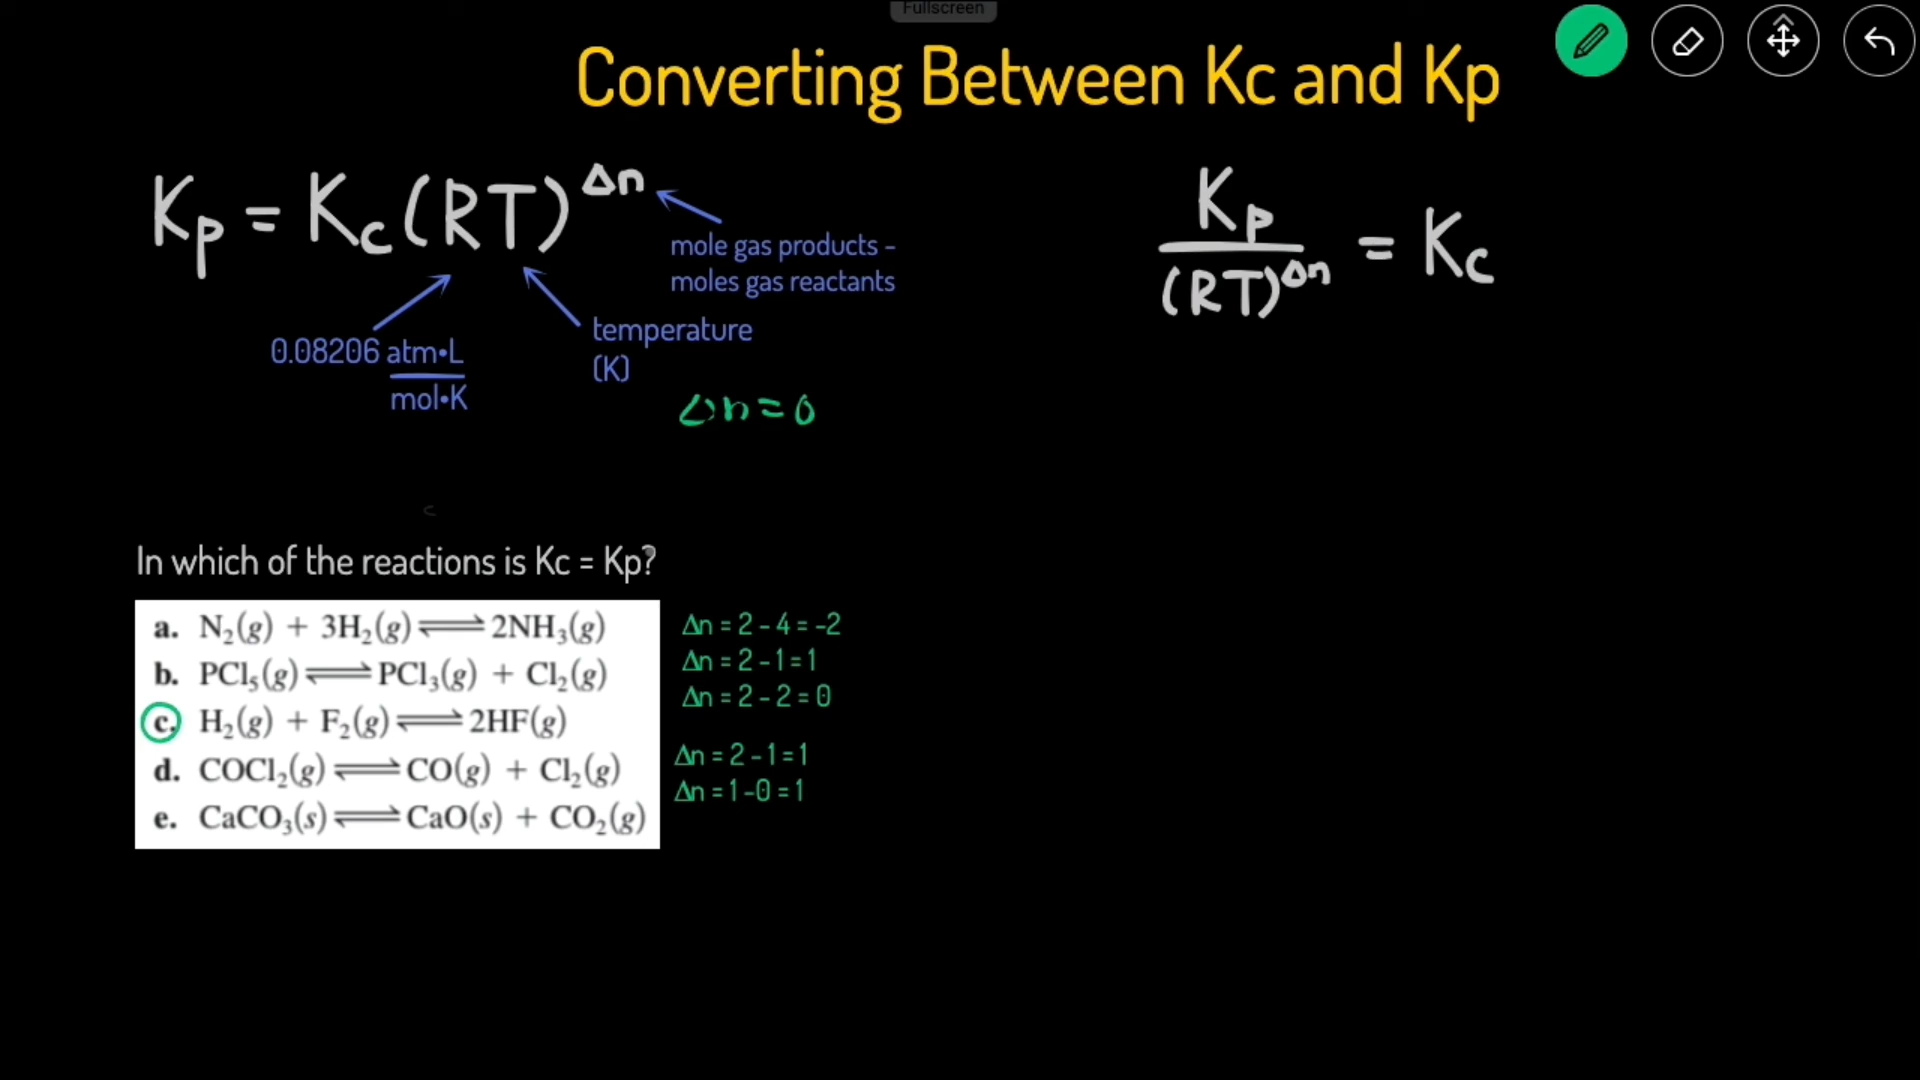 Fullscreen
Converting Between Kc and Kp
Kp = Kc(RT)^Δn
mole gas products -
moles gas reactants
0.08206 atm•L
mol•K
temperature
(K)
Δn = 0
Kp
(RT)^Δn = Kc
c
In which of the reactions is Kc = Kp?
a. N₂(g) + 3H₂(g) ⇌ 2NH₃(g)
b. PCl₅(g) ⇌ PCl₃(g) + Cl₂(g)
c. H₂(g) + F₂(g) ⇌ 2HF(g)
d. COCl₂(g) ⇌ CO(g) + Cl₂(g)
e. CaCO₃(s) ⇌ CaO(s) + CO₂(g)
Δn = 2 - 4 = -2
Δn = 2 - 1 = 1
Δn = 2 - 2 = 0
Δn = 2 - 1 = 1
Δn = 1 - 0 = 1